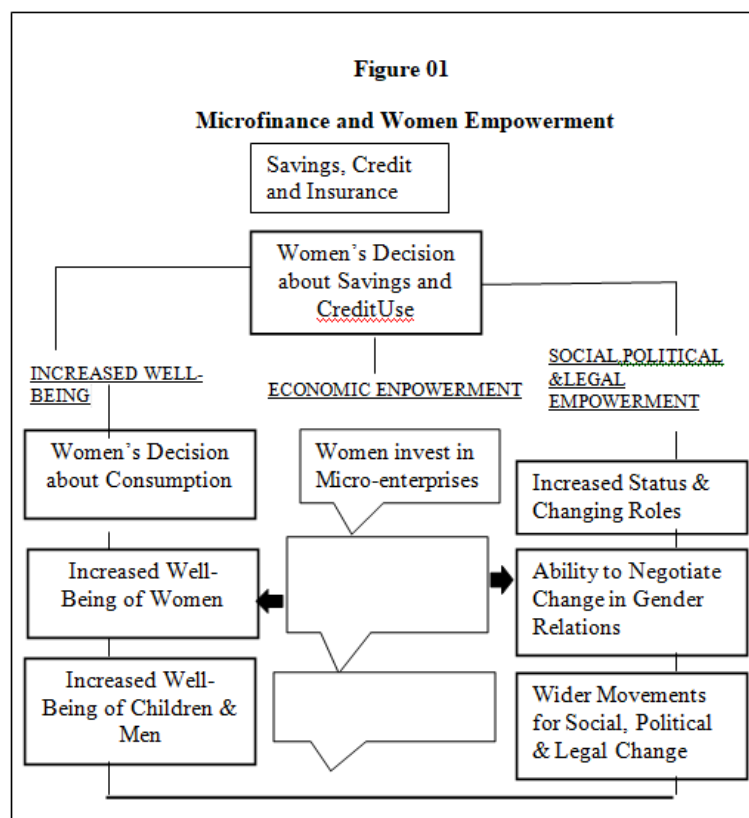 Figure 01
Microfinance and Women Empowerment
Savings, Credit
and Insurance
Women’s Decision
about Savings and
CreditUse
INCREASED WELL-
BEING
ECONOMIC ENPOWERMENT
SOCIAL,POLITICAL
&LEGAL
EMPOWERMENT
Women’s Decision
about Consumption
Women invest in
Micro-enterprises
Increased Status &
Changing Roles
Increased Well-
Being of Women
Ability to Negotiate
Change in Gender
Relations
Increased Well-
Being of Children &
Men
Wider Movements
for Social, Political
& Legal Change